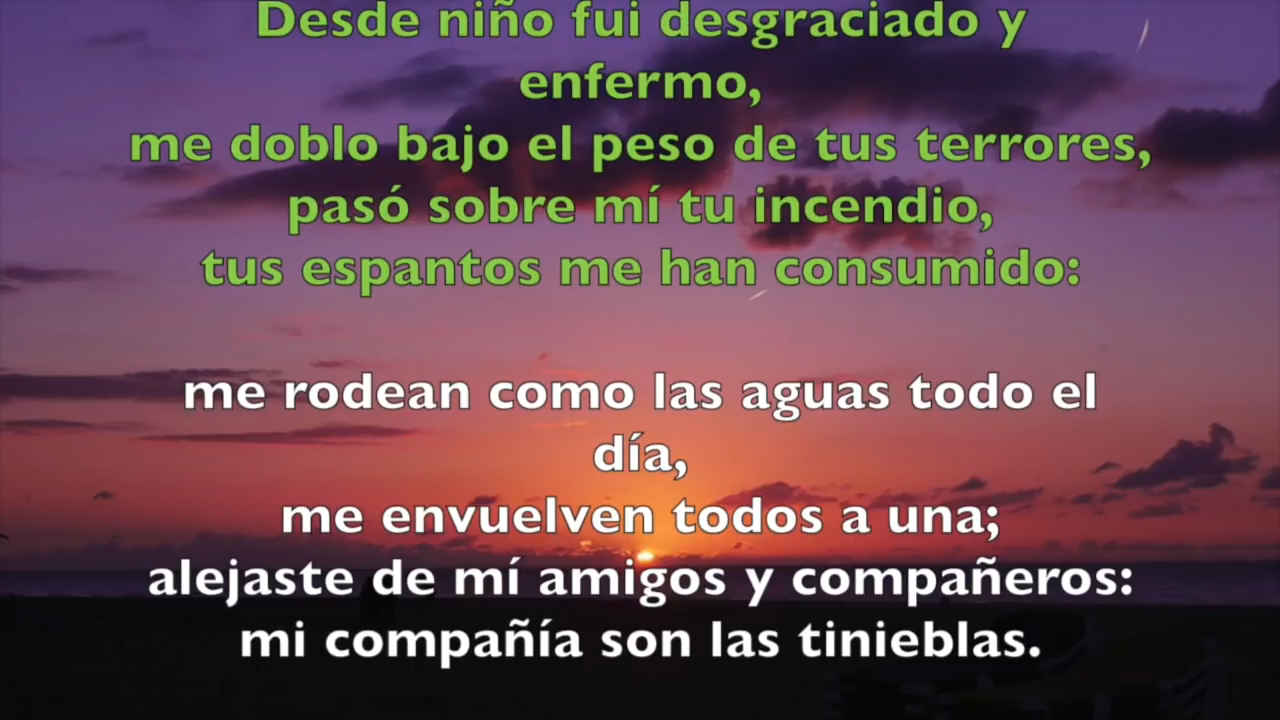 Desde niño fui desgraciado y
enfermo,
me doblo bajo el peso de tus terrores,
pasó sobre mí tu incendio,
tus espantos me han consumido:
me rodean como las aguas todo el
día,
me envuelven todos a una;
alejaste de mí amigos y compañeros:
mi compañía son las tinieblas.